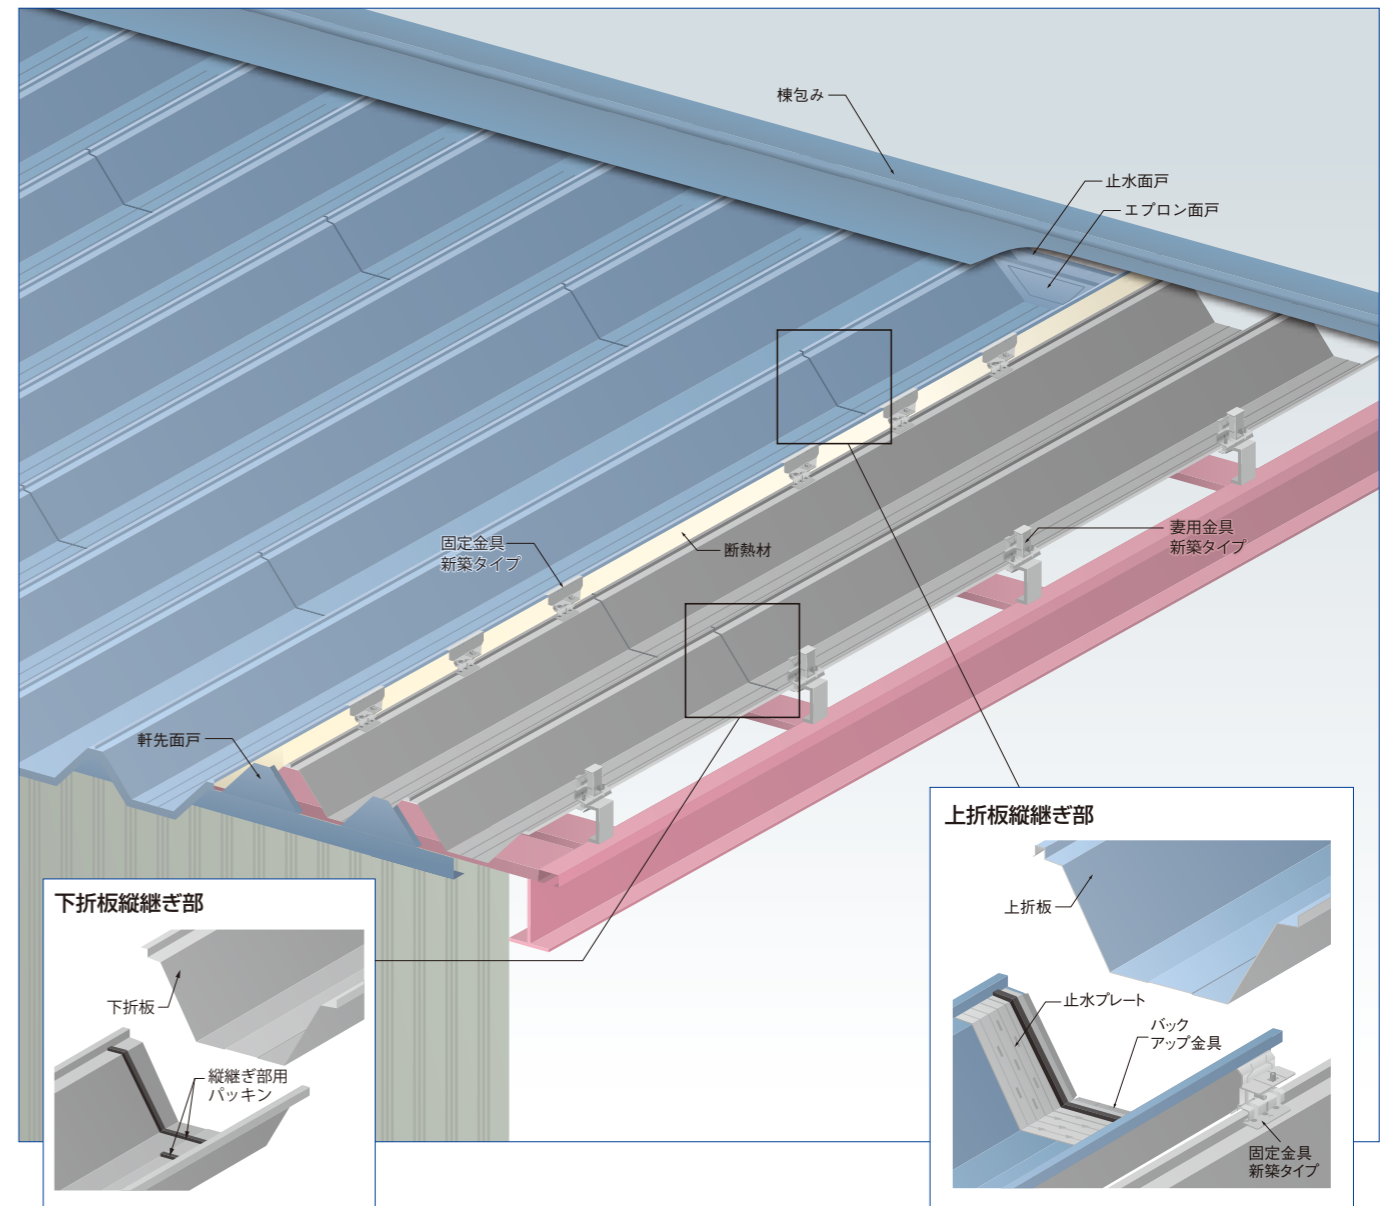 棟包み
止水面戸
エプロン面戸
固定金具
新築タイプ
断熱材
妻用金具
新築タイプ
軒先面戸
下折板縦継ぎ部
下折板
縦継ぎ部用
パッキン
上折板縦継ぎ部
上折板
止水プレート
バック
アップ金具
固定金具
新築タイプ